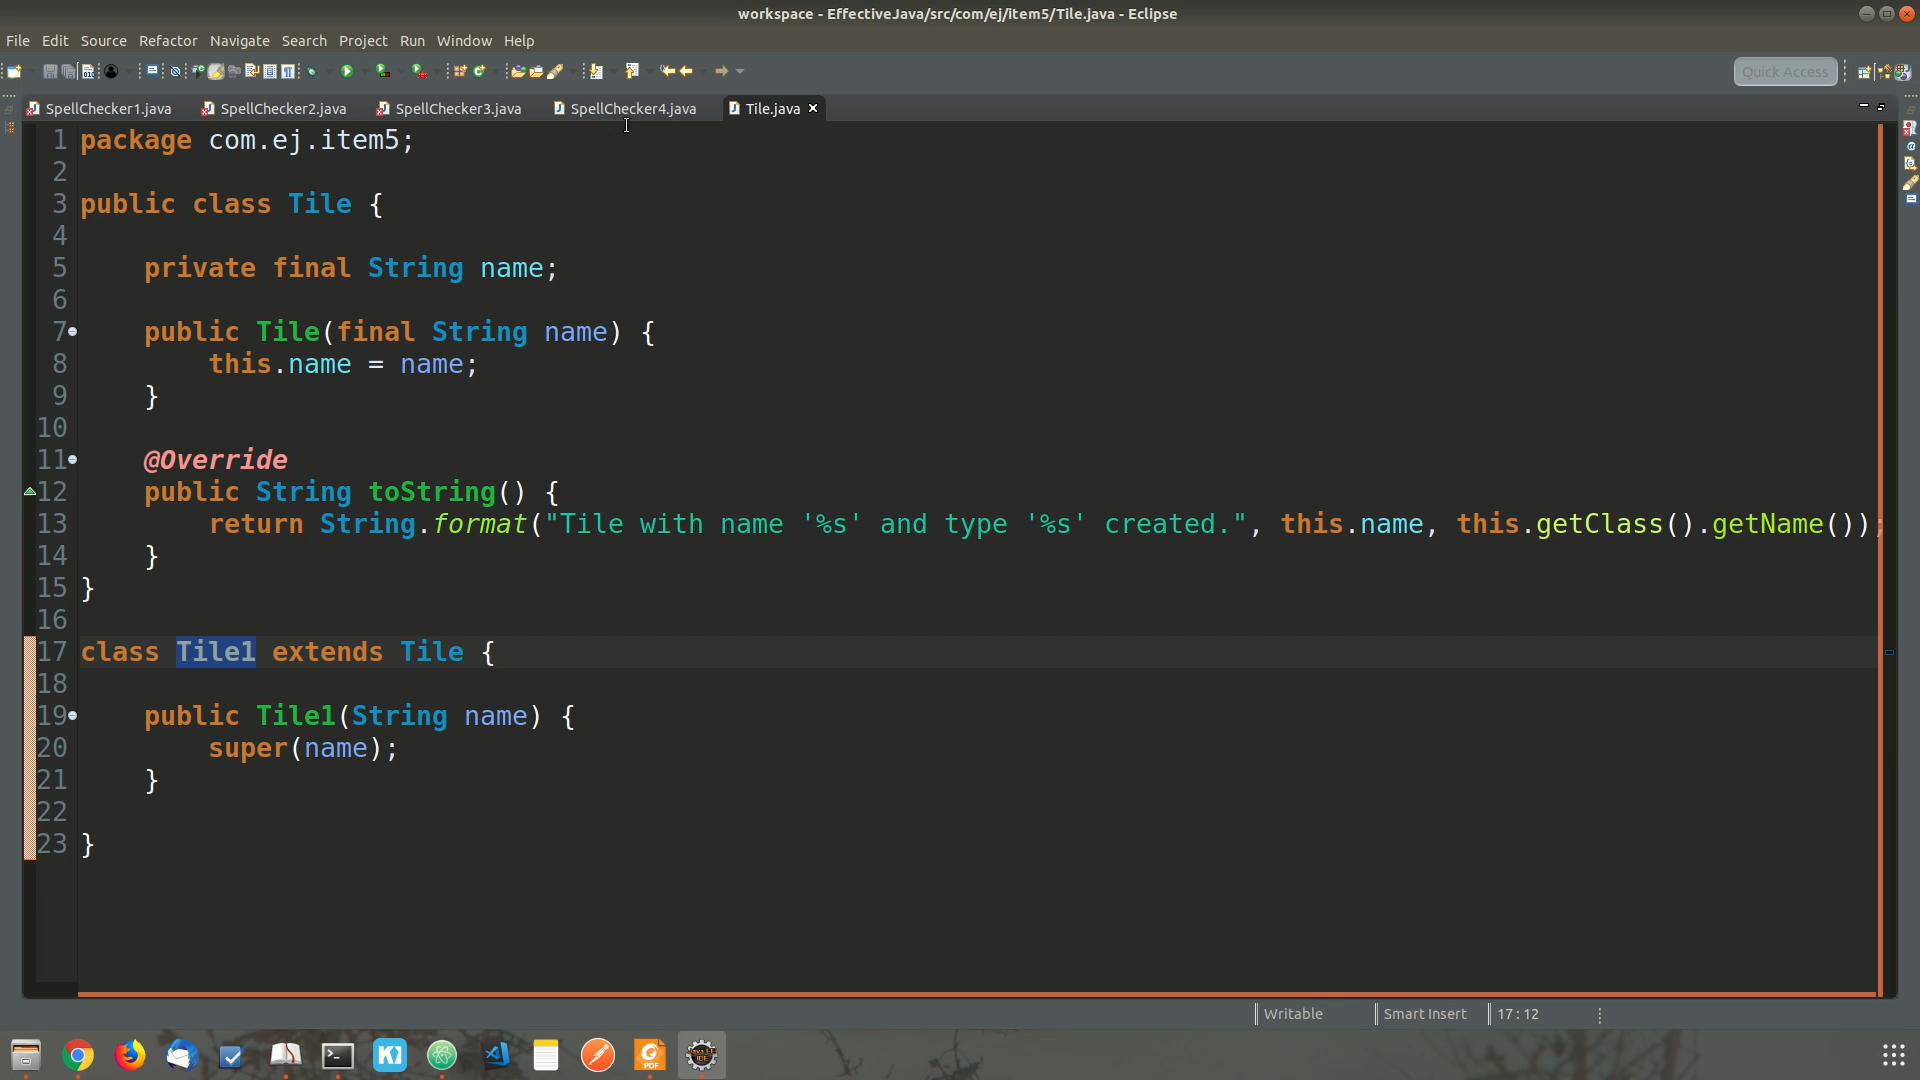 workspace - EffectiveJava/src/com/ej/item5/Tile.java - Eclipse
File Edit Source Refactor Navigate Search Project Run Window Help
Quick Access
SpellChecker1.java SpellChecker2.java SpellChecker3.java SpellChecker4.java Tile.java
1 package com.ej.item5;
2
3 public class Tile {
4
5     private final String name;
6
7     public Tile(final String name) {
8         this.name = name;
9     }
10
11     @Override
12     public String toString() {
13         return String.format("Tile with name '%s' and type '%s' created.", this.name, this.getClass().getName());
14     }
15 }
16
17 class Tile1 extends Tile {
18
19     public Tile1(String name) {
20         super(name);
21     }
22
23 }
Writable Smart Insert 17 : 12